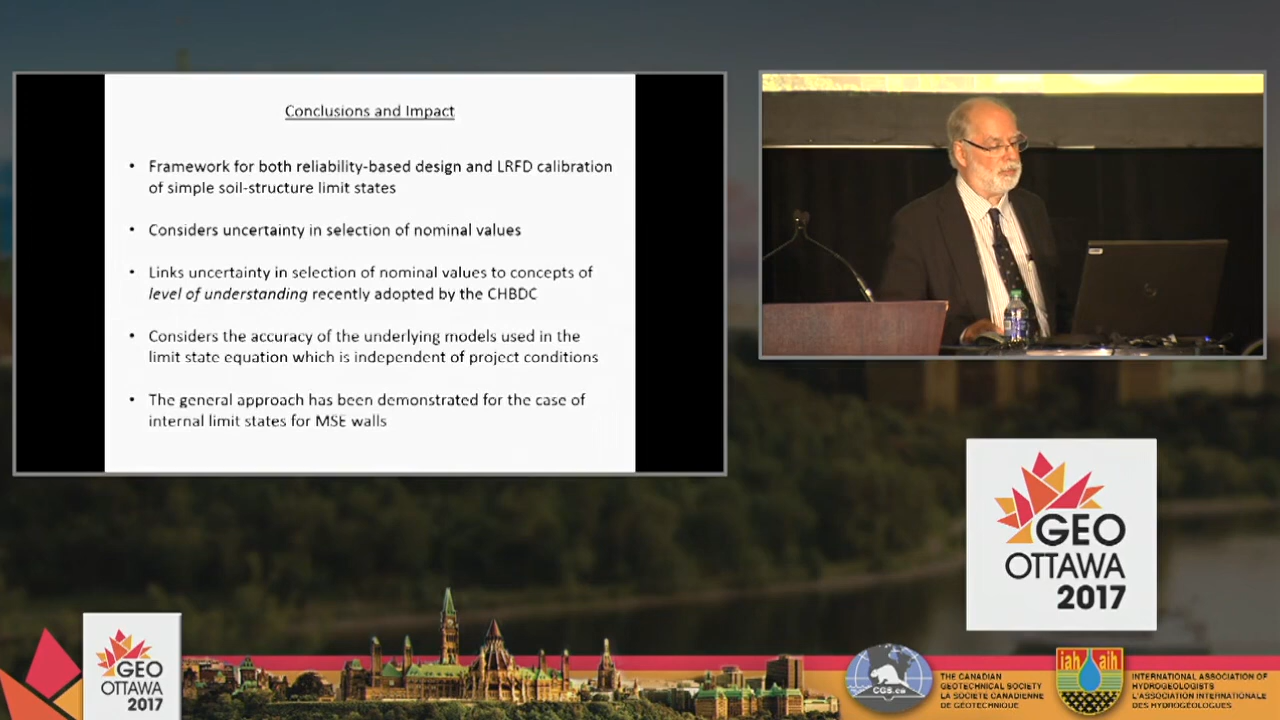 Conclusions and Impact
• Framework for both reliability-based design and LRFD calibration
of simple soil-structure limit states
• Considers uncertainty in selection of nominal values
• Links uncertainty in selection of nominal values to concepts of
level of understanding recently adopted by the CHBDC
• Considers the accuracy of the underlying models used in the
limit state equation which is independent of project conditions
• The general approach has been demonstrated for the case of
internal limit states for MSE walls
GEO
OTTAWA
2017
GEO
OTTAWA
2017
CGS.ca
THE CANADIAN
GEOTECHNICAL SOCIETY
LA SOCIÉTÉ CANADIENNE
DE GÉOTECHNIQUE
iah aih
INTERNATIONAL ASSOCIATION OF
HYDROGEOLOGISTS
L'ASSOCIATION INTERNATIONALE
DES HYDROGÉOLOGUES